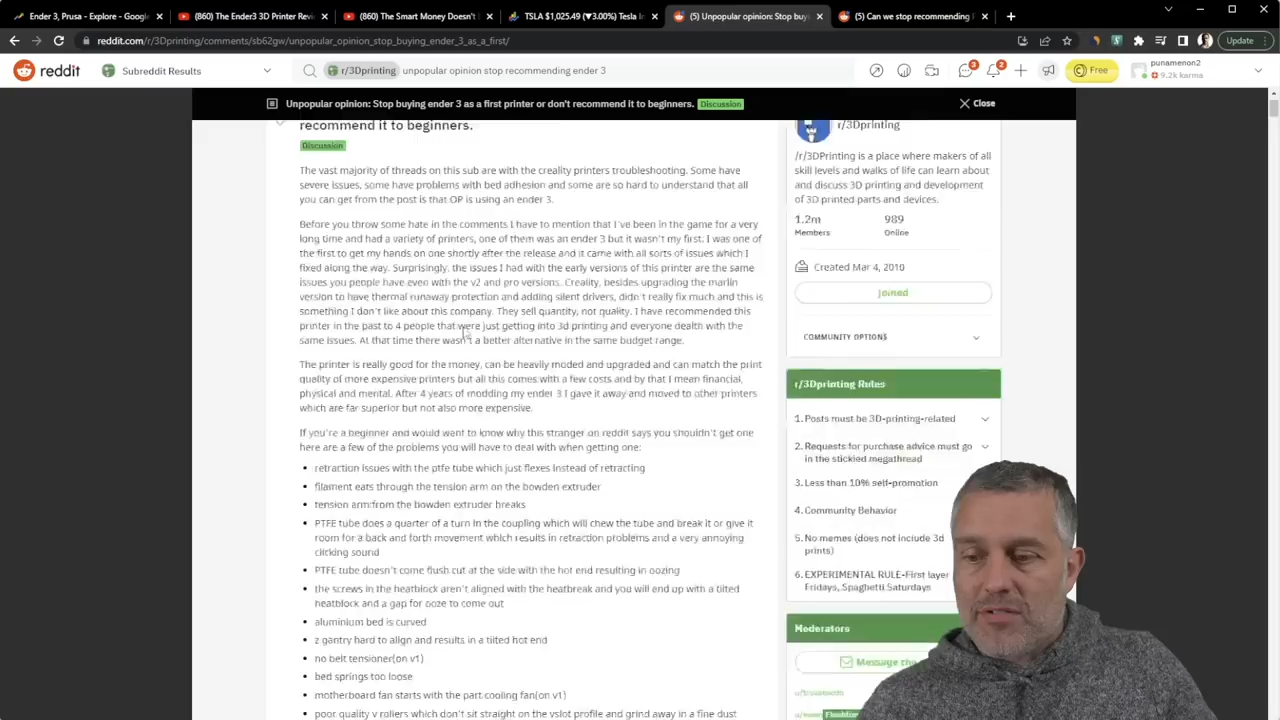 Ender 3, Prusa - Explore - Google
(860) The Ender3 3D Printer Revi
(860) The Smart Money Doesn't
TSLA $1,025.49 (▼3.00%) Tesla In
(5) Unpopular opinion: Stop buy
(5) Can we stop recommending
reddit.com/r/3Dprinting/comments/sb62gw/unpopular_opinion_stop_buying_ender_3_as_a_first/
Update
reddit
Subreddit Results
r/3Dprinting unpopular opinion stop recommending ender 3
3
2
Free
punamenon2
9.2k karma
Unpopular opinion: Stop buying ender 3 as a first printer or don't recommend it to beginners. Discussion
Close
recommend it to beginners.
Discussion
The vast majority of threads on this sub are with the creality printers troubleshooting. Some have
severe issues, some have problems with bed adhesion and some are so hard to understand that all
you can get from the post is that OP is using an ender 3.
Before you throw some hate in the comments I have to mention that I've been in the game for a very
long time and had a variety of printers, one of them was an ender 3 but it wasn't my first. I was one of
the first to get my hands on one shortly after the release and it came with all sorts of issues which I
fixed along the way. Surprisingly, the issues I had with the early versions of this printer are the same
issues you people have even with the v2 and pro versions. Creality, besides upgrading the marlin
version to have thermal runaway protection and adding silent drivers, didn't really fix much and this is
something I don't like about this company. They sell quantity, not quality. I have recommended this
printer in the past to 4 people that were just getting into 3d printing and everyone dealth with the
same issues. At that time there wasn't a better alternative in the same budget range.
The printer is really good for the money, can be heavily moded and upgraded and can match the print
quality of more expensive printers but all this comes with a few costs and by that I mean financial,
physical and mental. After 4 years of modding my ender 3 I gave it away and moved to other printers
which are far superior but not also more expensive.
If you're a beginner and would want to know why this stranger on reddit says you shouldn't get one
here are a few of the problems you will have to deal with when getting one:
• retraction issues with the ptfe tube which just flexes instead of retracting
• filament eats through the tension arm on the bowden extruder
• tension arm from the bowden extruder breaks
• PTFE tube does a quarter of a turn in the coupling which will chew the tube and break it or give it
room for a back and forth movement which results in retraction problems and a very annoying
clicking sound
• PTFE tube doesn't come flush cut at the side with the hot end resulting in oozing
• the screws in the heatblock aren't aligned with the heatbreak and you will end up with a tilted
heatblock and a gap for ooze to come out
• aluminium bed is curved
• z gantry hard to align and results in a tilted hot end
• no belt tensioner(on v1)
• bed springs too loose
• motherboard fan starts with the part cooling fan(on v1)
• poor quality v rollers which don't sit straight on the vslot profile and grind away in a fine dust
/r/3Dprinting
/r/3DPrinting is a place where makers of all
skill levels and walks of life can learn about
and discuss 3D printing and development
of 3D printed parts and devices.
1.2m
989
Members
Online
Created Mar 4, 2010
Joined
COMMUNITY OPTIONS
r/3Dprinting Rules
1. Posts must be 3D-printing-related
2. Requests for purchase advice must go
in the stickied megathread
3. Less than 10% self-promotion
4. Community Behavior
5. No memes (does not include 3d
prints)
6. EXPERIMENTAL RULE-First layer
Fridays, Spaghetti Saturdays
Moderators
Message the